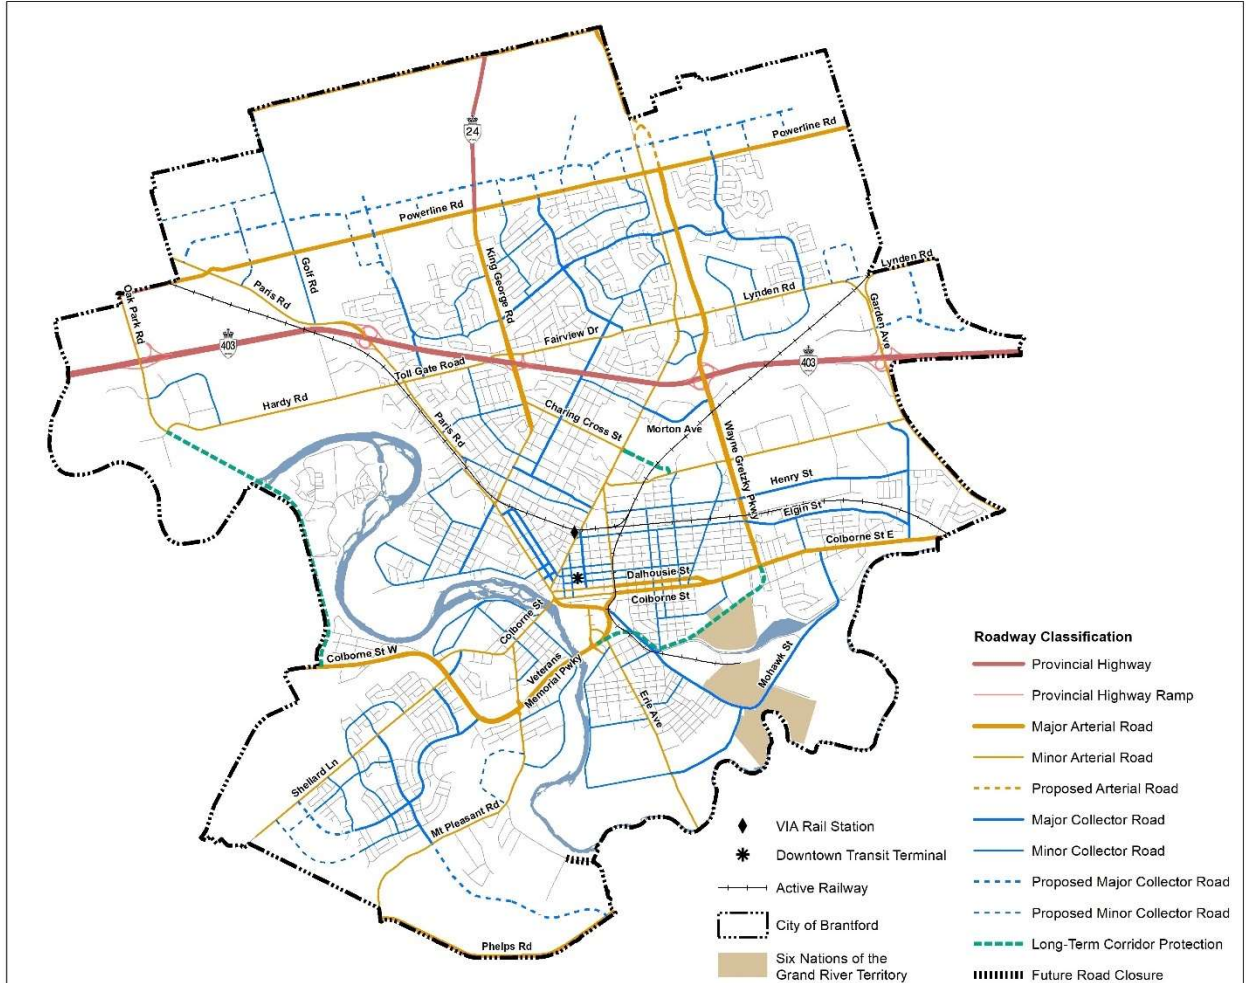 24
Powerline Rd
Powerline Rd
Golf Rd
King George Rd
Oak Park Rd
Paris Rd
Lynden Rd
Lynden Rd
Garden Ave
403
Fairview Dr
403
Toll Gate Road
Hardy Rd
Charing Cross St
Paris Rd
Morton Ave
Wayne Gretzky Pkwy
Henry St
Elgin St
Colborne St E
Dalhousie St
Colborne St
Colborne St
Colborne St W
Veterans
Memorial Pwky
Mohawk St
Erie Ave
Shellard Ln
Mt Pleasant Rd
Phelps Rd
VIA Rail Station
Downtown Transit Terminal
Active Railway
City of Brantford
Six Nations of the
Grand River Territory
Roadway Classification
Provincial Highway
Provincial Highway Ramp
Major Arterial Road
Minor Arterial Road
Proposed Arterial Road
Major Collector Road
Minor Collector Road
Proposed Major Collector Road
Proposed Minor Collector Road
Long-Term Corridor Protection
Future Road Closure